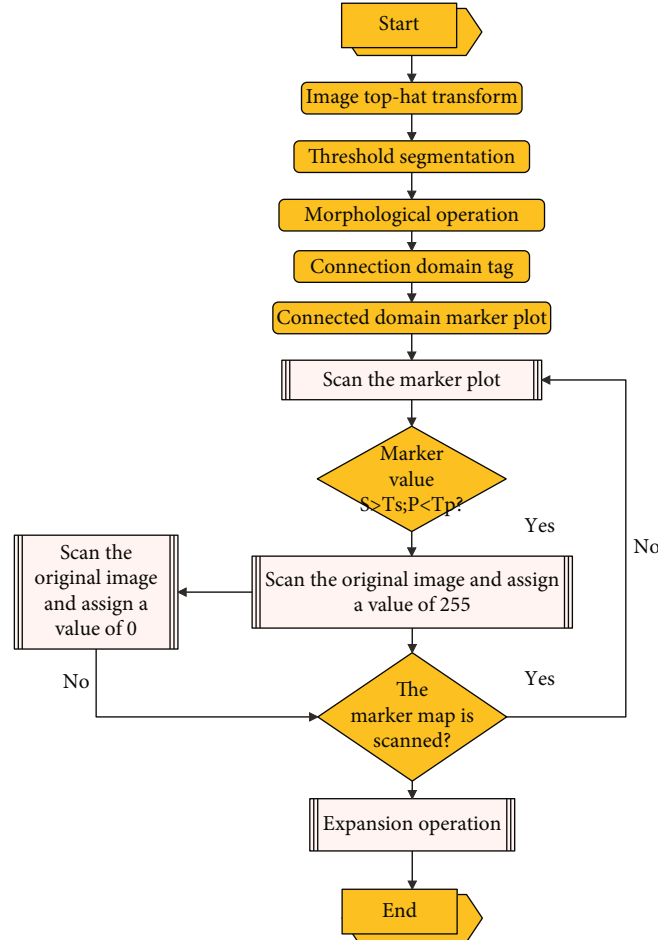 Start
Image top-hat transform
Threshold segmentation
Morphological operation
Connection domain tag
Connected domain marker plot
Scan the marker plot
Marker
value
S>Ts;P<Tp?
Yes
No
Scan the
original image
and assign a
value of 0
Scan the original image and assign
a value of 255
No
Yes
The
marker map is
scanned?
Expansion operation
End